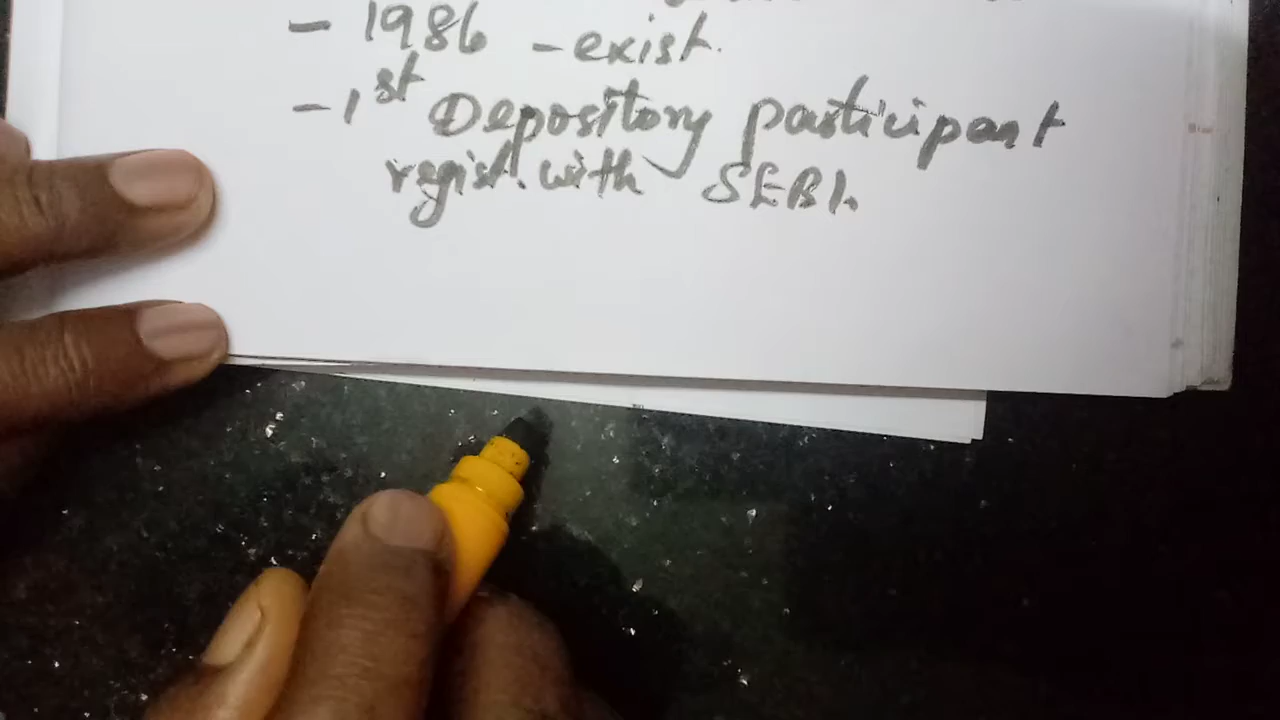 - 1986 - exist.
- 1st Depository participant
regist. with SEBI.